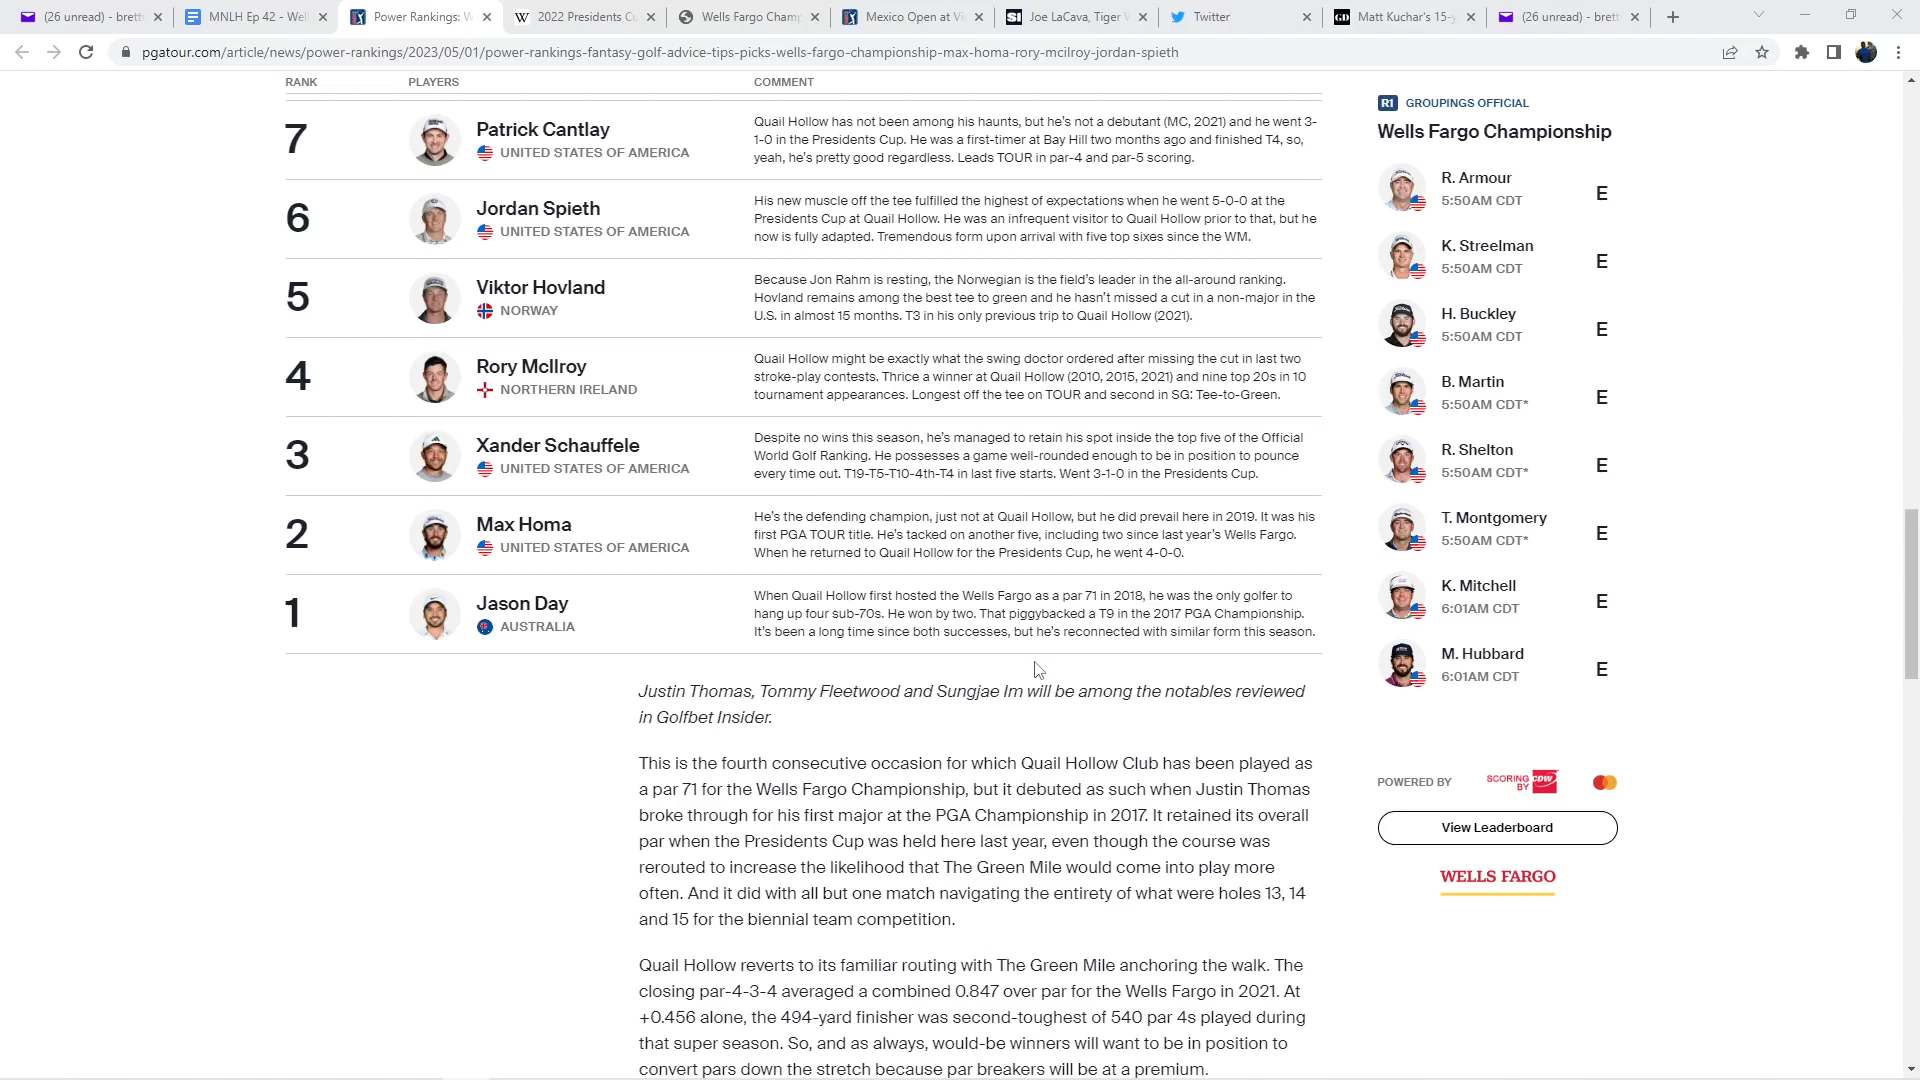 (26 unread) - brett
MNLH Ep 42 - Wel
Power Rankings: W
2022 Presidents Cu
Wells Fargo Champ
Mexico Open at Vi
Joe LaCava, Tiger W
Twitter
Matt Kuchar's 15-y
(26 unread) - brett
pgatour.com/article/news/power-rankings/2023/05/01/power-rankings-fantasy-golf-advice-tips-picks-wells-fargo-championship-max-homa-rory-mcilroy-jordan-spieth
RANK PLAYERS COMMENT
7
Patrick Cantlay
UNITED STATES OF AMERICA
Quail Hollow has not been among his haunts, but he's not a debutant (MC, 2021) and he went 3-
1-0 in the Presidents Cup. He was a first-timer at Bay Hill two months ago and finished T4, so,
yeah, he's pretty good regardless. Leads TOUR in par-4 and par-5 scoring.
6
Jordan Spieth
UNITED STATES OF AMERICA
His new muscle off the tee fulfilled the highest of expectations when he went 5-0-0 at the
Presidents Cup at Quail Hollow. He was an infrequent visitor to Quail Hollow prior to that, but he
now is fully adapted. Tremendous form upon arrival with five top sixes since the WM.
5
Viktor Hovland
NORWAY
Because Jon Rahm is resting, the Norwegian is the field's leader in the all-around ranking.
Hovland remains among the best tee to green and he hasn't missed a cut in a non-major in the
U.S. in almost 15 months. T3 in his only previous trip to Quail Hollow (2021).
4
Rory McIlroy
NORTHERN IRELAND
Quail Hollow might be exactly what the swing doctor ordered after missing the cut in last two
stroke-play contests. Thrice a winner at Quail Hollow (2010, 2015, 2021) and nine top 20s in 10
tournament appearances. Longest off the tee on TOUR and second in SG: Tee-to-Green.
3
Xander Schauffele
UNITED STATES OF AMERICA
Despite no wins this season, he's managed to retain his spot inside the top five of the Official
World Golf Ranking. He possesses a game well-rounded enough to be in position to pounce
every time out. T19-T5-T10-4th-T4 in last five starts. Went 3-1-0 in the Presidents Cup.
2
Max Homa
UNITED STATES OF AMERICA
He's the defending champion, just not at Quail Hollow, but he did prevail here in 2019. It was his
first PGA TOUR title. He's tacked on another five, including two since last year's Wells Fargo.
When he returned to Quail Hollow for the Presidents Cup, he went 4-0-0.
1
Jason Day
AUSTRALIA
When Quail Hollow first hosted the Wells Fargo as a par 71 in 2018, he was the only golfer to
hang up four sub-70s. He won by two. That piggybacked a T9 in the 2017 PGA Championship.
It's been a long time since both successes, but he's reconnected with similar form this season.
Justin Thomas, Tommy Fleetwood and Sungjae Im will be among the notables reviewed
in Golfbet Insider.
This is the fourth consecutive occasion for which Quail Hollow Club has been played as
a par 71 for the Wells Fargo Championship, but it debuted as such when Justin Thomas
broke through for his first major at the PGA Championship in 2017. It retained its overall
par when the Presidents Cup was held here last year, even though the course was
rerouted to increase the likelihood that The Green Mile would come into play more
often. And it did with all but one match navigating the entirety of what were holes 13, 14
and 15 for the biennial team competition.
Quail Hollow reverts to its familiar routing with The Green Mile anchoring the walk. The
closing par-4-3-4 averaged a combined 0.847 over par for the Wells Fargo in 2021. At
+0.456 alone, the 494-yard finisher was second-toughest of 540 par 4s played during
that super season. So, and as always, would-be winners will want to be in position to
convert pars down the stretch because par breakers will be at a premium.
R1 GROUPINGS OFFICIAL
Wells Fargo Championship
R. Armour
5:50AM CDT
E
K. Streelman
5:50AM CDT
E
H. Buckley
5:50AM CDT
E
B. Martin
5:50AM CDT*
E
R. Shelton
5:50AM CDT*
E
T. Montgomery
5:50AM CDT*
E
K. Mitchell
6:01AM CDT
E
M. Hubbard
6:01AM CDT
E
POWERED BY SCORING BY CDW
View Leaderboard
WELLS FARGO